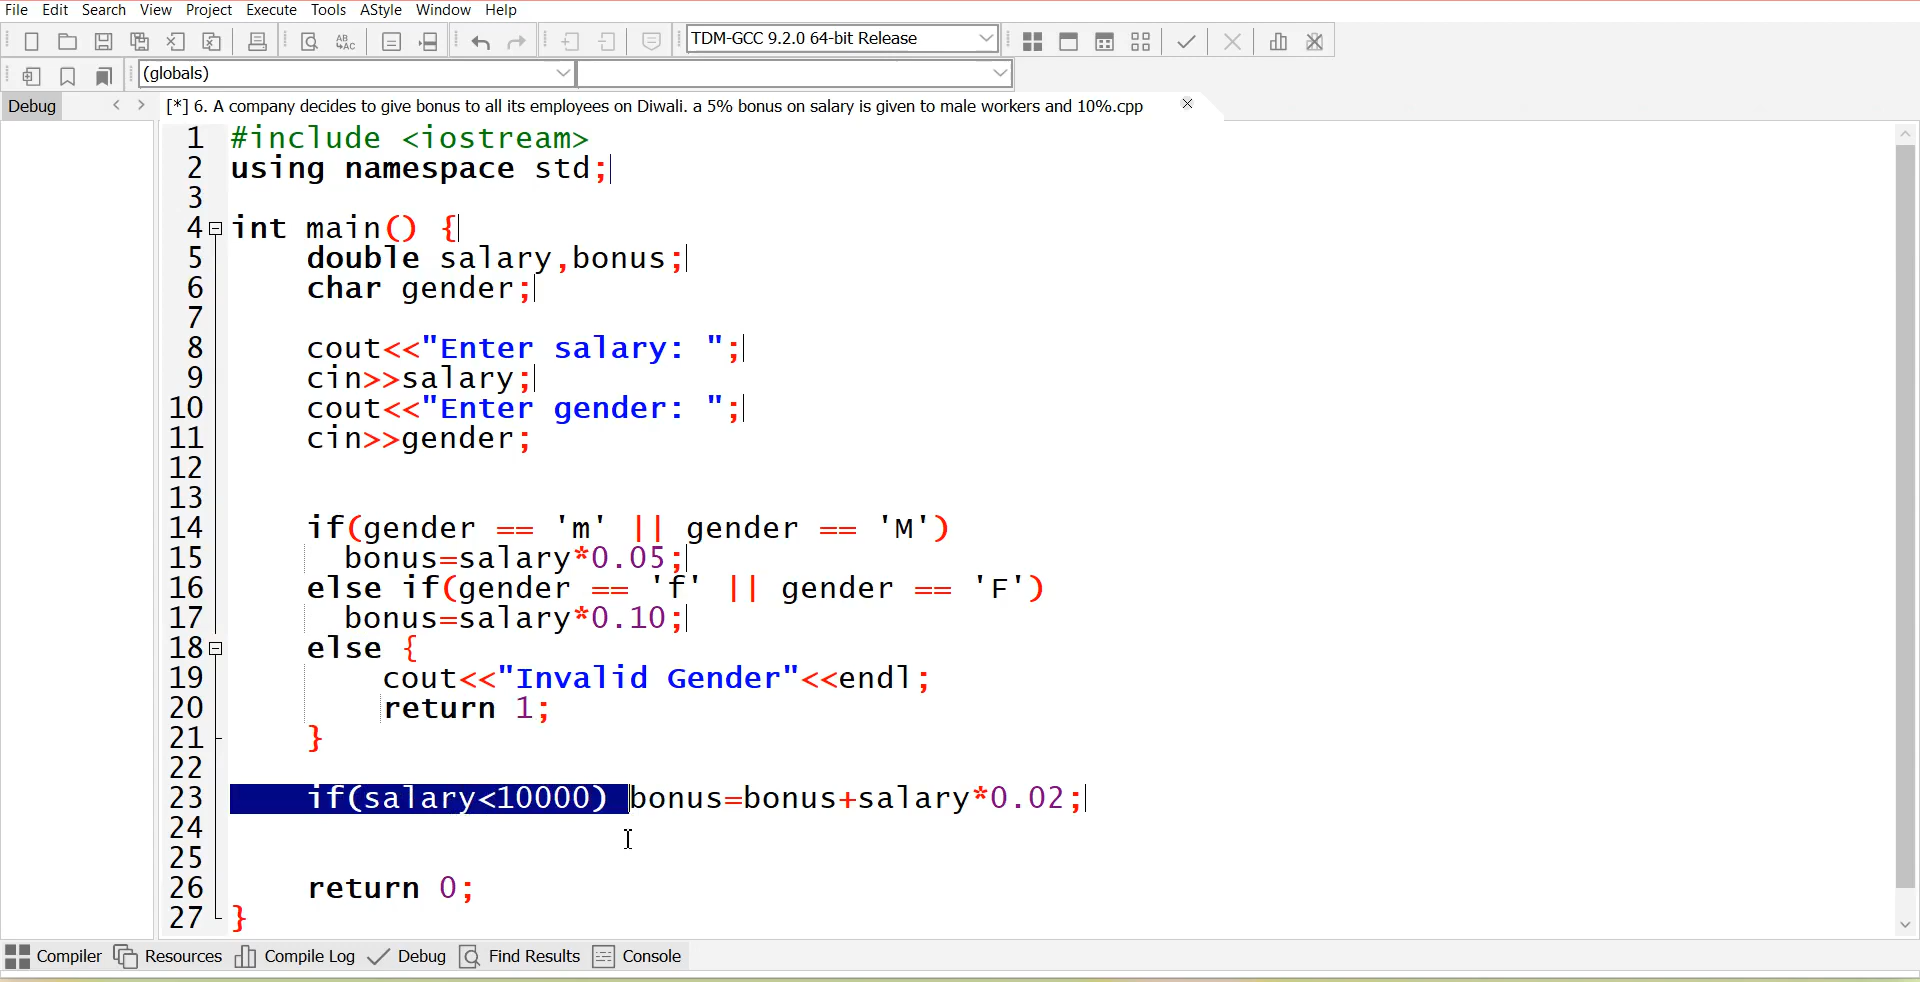 File Edit Search View Project Execute Tools AStyle Window Help
TDM-GCC 9.2.0 64-bit Release
(globals)
Debug
[*] 6. A company decides to give bonus to all its employees on Diwali. a 5% bonus on salary is given to male workers and 10%.cpp
1 #include <iostream>
2 using namespace std;
3
4 int main() {
5 double salary,bonus;
6 char gender;
7
8 cout<<"Enter salary: ";
9 cin>>salary;
10 cout<<"Enter gender: ";
11 cin>>gender;
12
13
14 if(gender == 'm' || gender == 'M')
15 bonus=salary*0.05;
16 else if(gender == 'f' || gender == 'F')
17 bonus=salary*0.10;
18 else {
19 cout<<"Invalid Gender"<<endl;
20 return 1;
21 }
22
23 if(salary<10000) bonus=bonus+salary*0.02;
24
25
26 return 0;
27 }
Compiler Resources Compile Log Debug Find Results Console